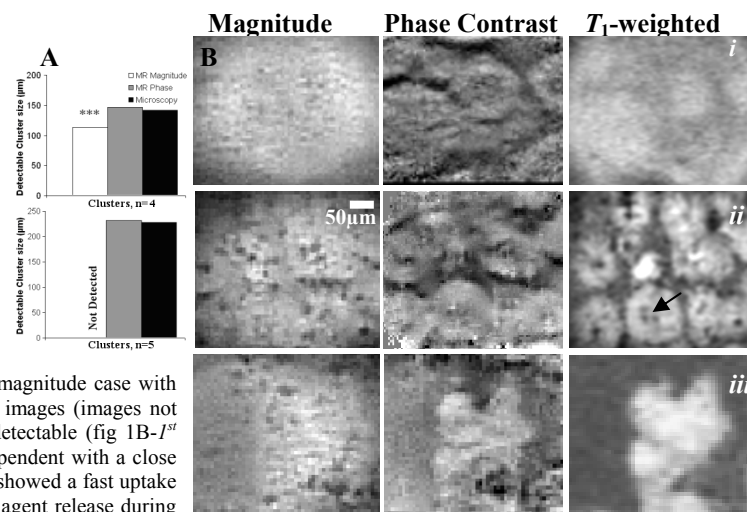 Magnitude Phase Contrast T1-weighted
A B i
200
150
100
50
0
Detectable Cluster size (µm)
MR Magnitude
MR Phase
Microscopy
***
Clusters, n=4
250
200
150
100
50
0
Detectable Cluster size (µm)
Not Detected
Clusters, n=5
50µm
ii
iii
magnitude case with
images (images not
detectable (fig 1B-1st
pendent with a close
showed a fast uptake
agent release during